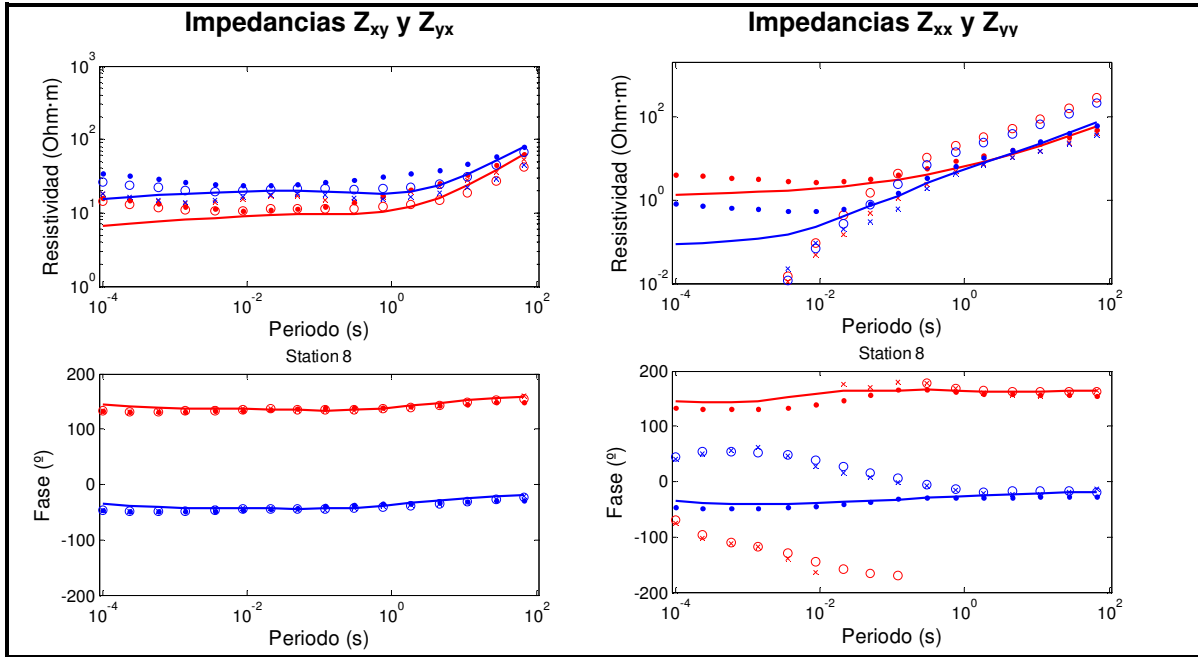 Impedancias Zxy y Zyx
Impedancias Zxx y Zyy
Resistividad (Ohm·m)
10^3
10^2
10^1
10^0
10^-4
10^-2
10^0
10^2
Periodo (s)
Resistividad (Ohm·m)
10^2
10^0
10^-2
10^-4
10^-2
10^0
10^2
Periodo (s)
Station 8
Fase (º)
200
100
0
-100
-200
10^-4
10^-2
10^0
10^2
Periodo (s)
Station 8
Fase (º)
200
100
0
-100
-200
10^-4
10^-2
10^0
10^2
Periodo (s)